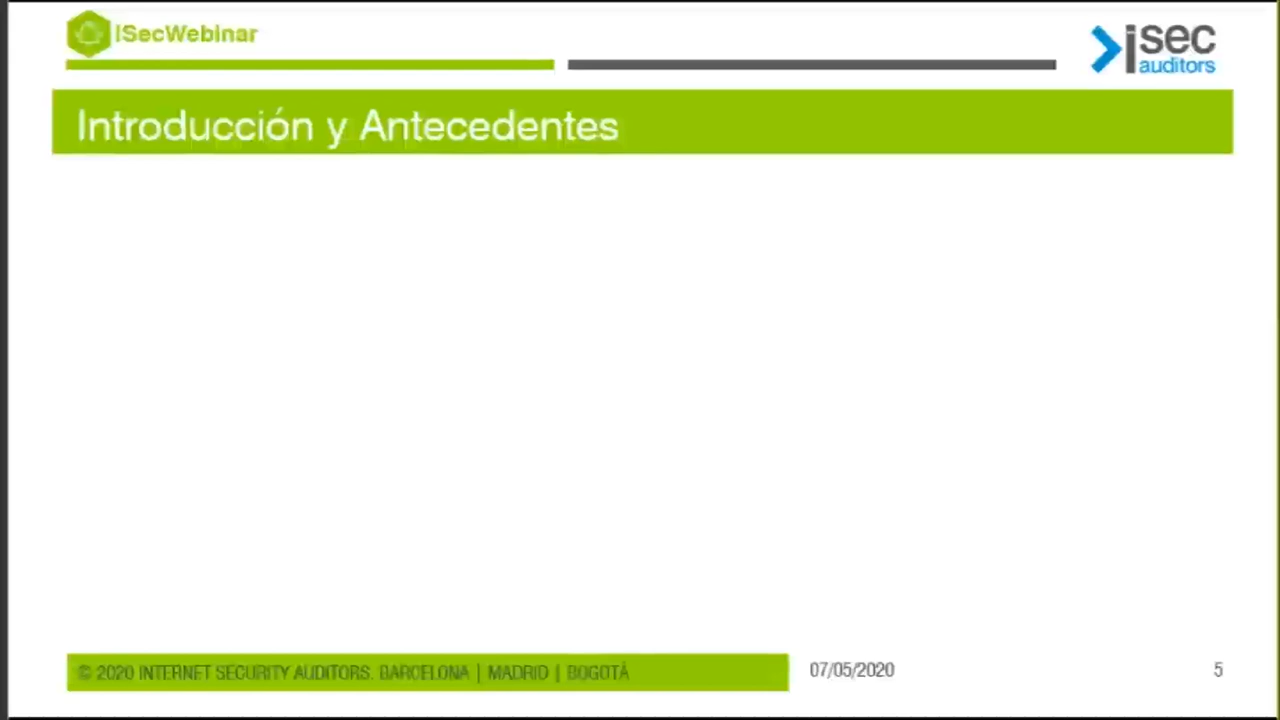 ISecWebinar
isec
auditors
Introducción y Antecedentes
© 2020 INTERNET SECURITY AUDITORS. BARCELONA | MADRID | BOGOTÁ
07/05/2020
5